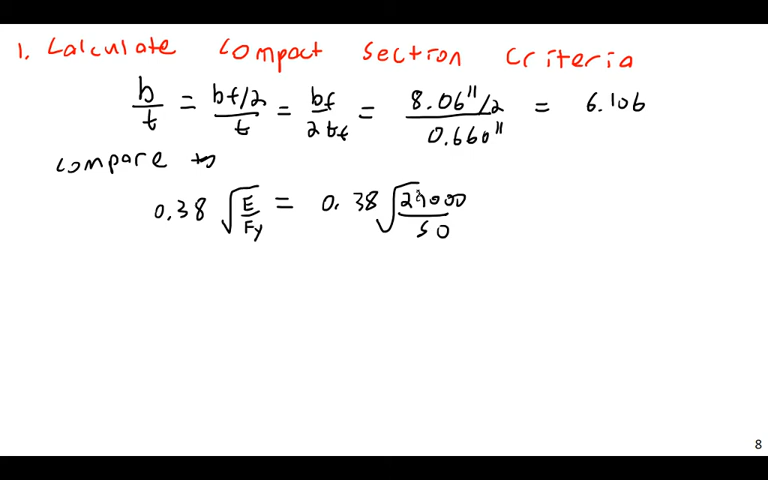 1. Calculate compact section criteria
b/t = bf/2/t = bf/2tf = 8.06"/2/0.660" = 6.106
compare to
0.38 √E/Fy = 0.38 √29000/50
8